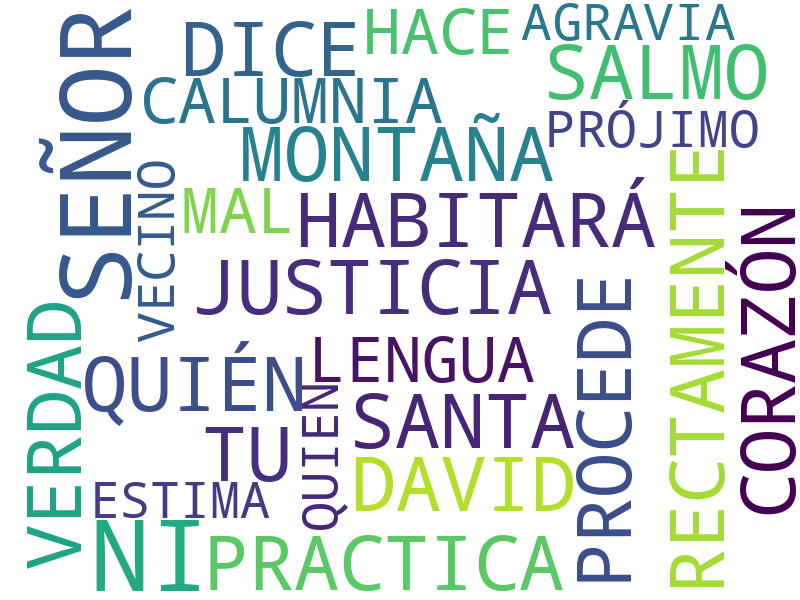 SEÑOR
DICE
HACE
AGRAVIA
CALUMNIA
SALMO
MONTAÑA
PRÓJIMO
VECINO
MAL
HABITARÁ
RECTAMENTE
CORAZÓN
JUSTICIA
PROCEDE
VERDAD
QUIÉN
LENGUA
QUIEN
SANTA
TU
DAVID
ESTIMA
NI
PRACTICA